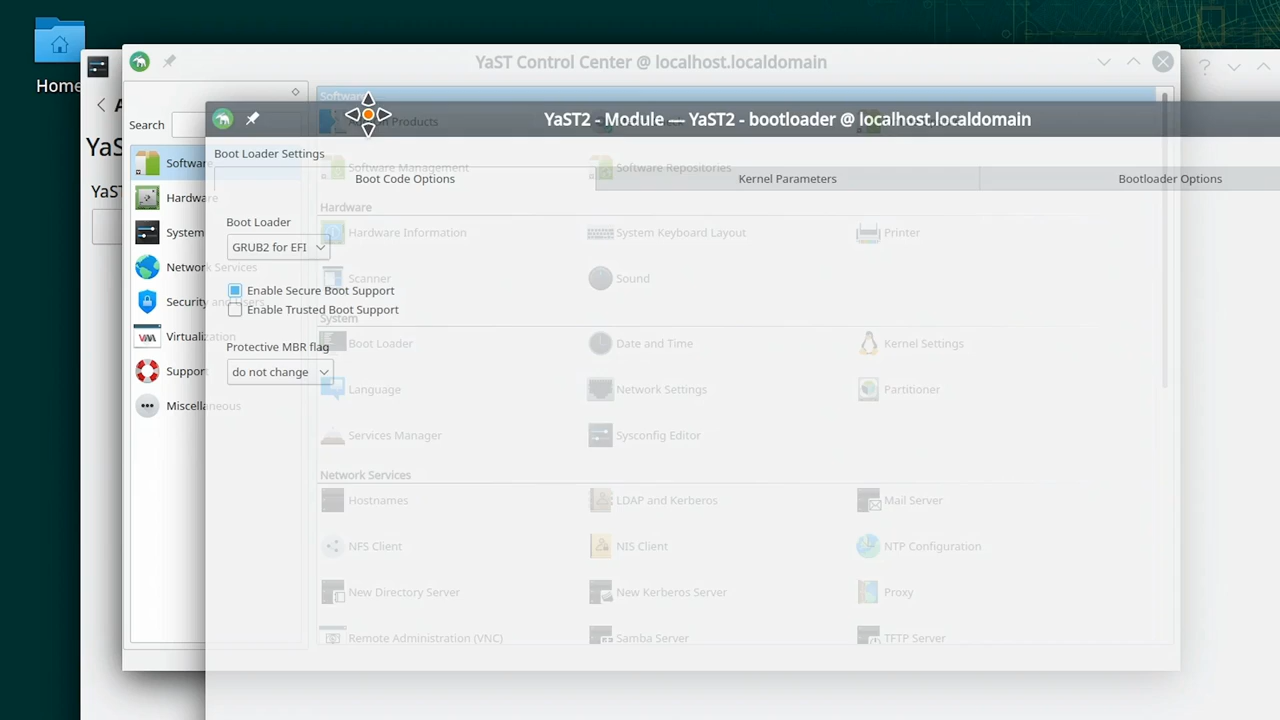 Home
YaST Control Center @ localhost.localdomain
Search
YaST2 - Module — YaST2 - bootloader @ localhost.localdomain
Boot Loader Settings
Boot Code Options
Kernel Parameters
Bootloader Options
Boot Loader
GRUB2 for EFI
Enable Secure Boot Support
Enable Trusted Boot Support
Protective MBR flag
do not change
Software
Hardware
System
Network Services
Security and Users
Virtualization
Support
Miscellaneous
Software
Products
Software Management
Software Repositories
Hardware
Hardware Information
System Keyboard Layout
Printer
Scanner
Sound
System
Boot Loader
Date and Time
Kernel Settings
Language
Network Settings
Partitioner
Services Manager
Sysconfig Editor
Network Services
Hostnames
LDAP and Kerberos
Mail Server
NFS Client
NIS Client
NTP Configuration
New Directory Server
New Kerberos Server
Proxy
Remote Administration (VNC)
Samba Server
TFTP Server